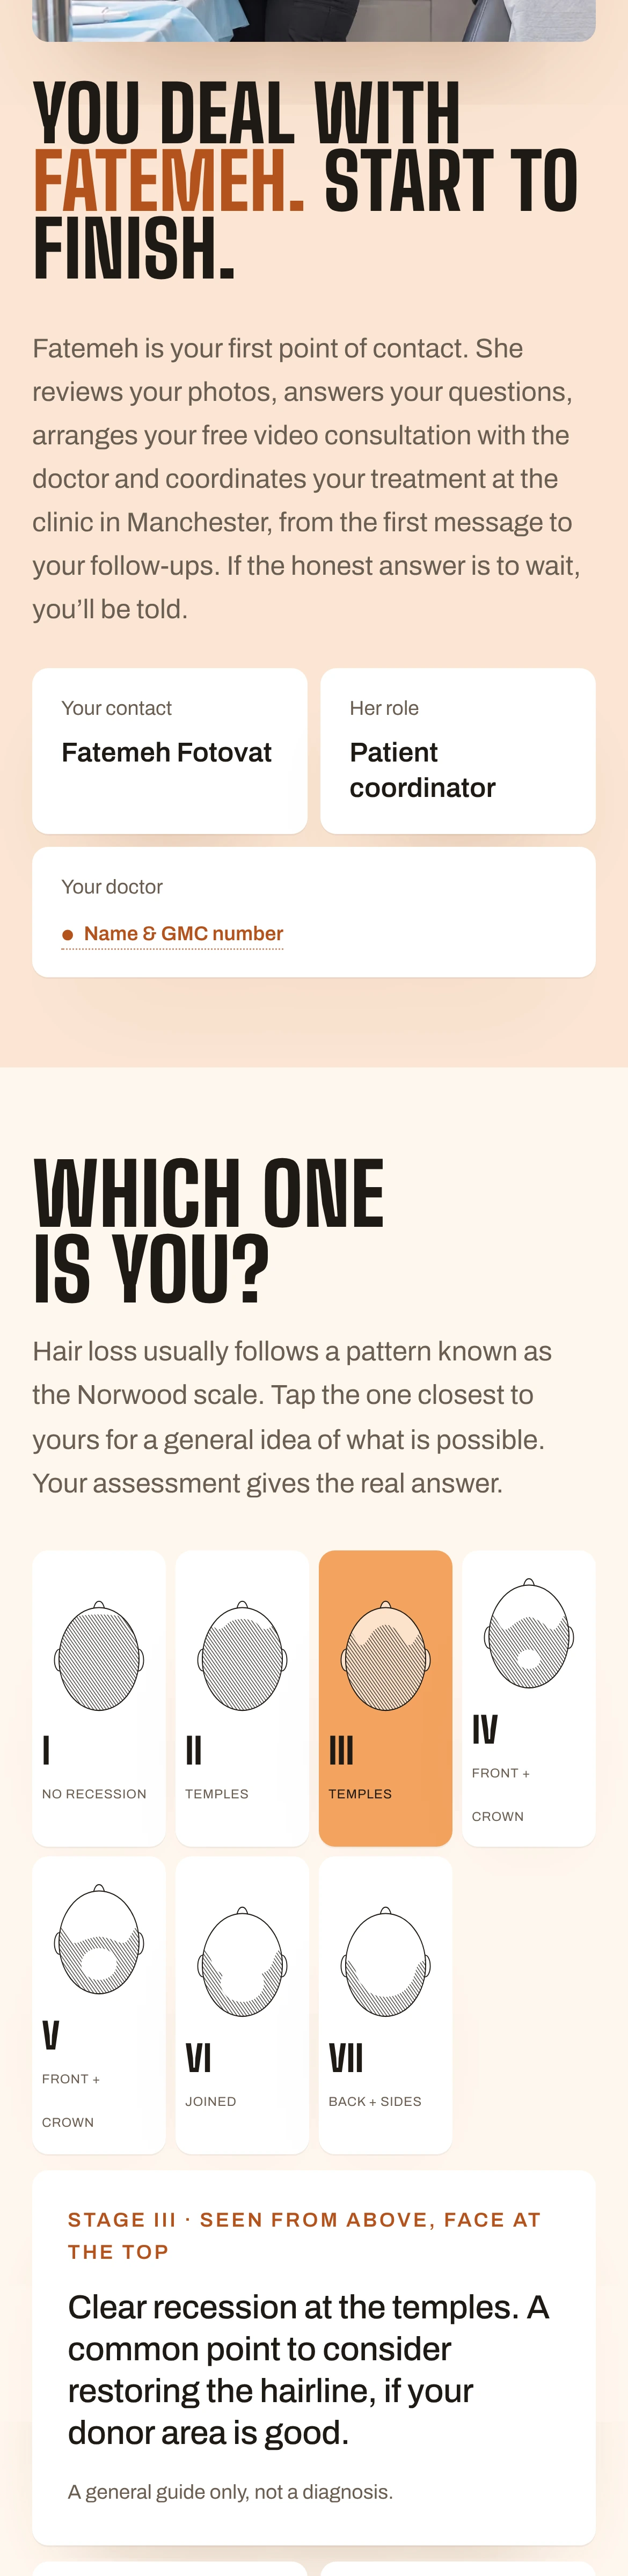 YOU DEAL WITH
FATEMEH. START TO
FINISH.
Fatemeh is your first point of contact. She
reviews your photos, answers your questions,
arranges your free video consultation with the
doctor and coordinates your treatment at the
clinic in Manchester, from the first message to
your follow-ups. If the honest answer is to wait,
you’ll be told.
Your contact
Fatemeh Fotovat
Her role
Patient
coordinator
Your doctor
Name & GMC number
WHICH ONE
IS YOU?
Hair loss usually follows a pattern known as
the Norwood scale. Tap the one closest to
yours for a general idea of what is possible.
Your assessment gives the real answer.
I
NO RECESSION
II
TEMPLES
III
TEMPLES
IV
FRONT +
CROWN
V
FRONT +
CROWN
VI
JOINED
VII
BACK + SIDES
STAGE III · SEEN FROM ABOVE, FACE AT
THE TOP
Clear recession at the temples. A
common point to consider
restoring the hairline, if your
donor area is good.
A general guide only, not a diagnosis.